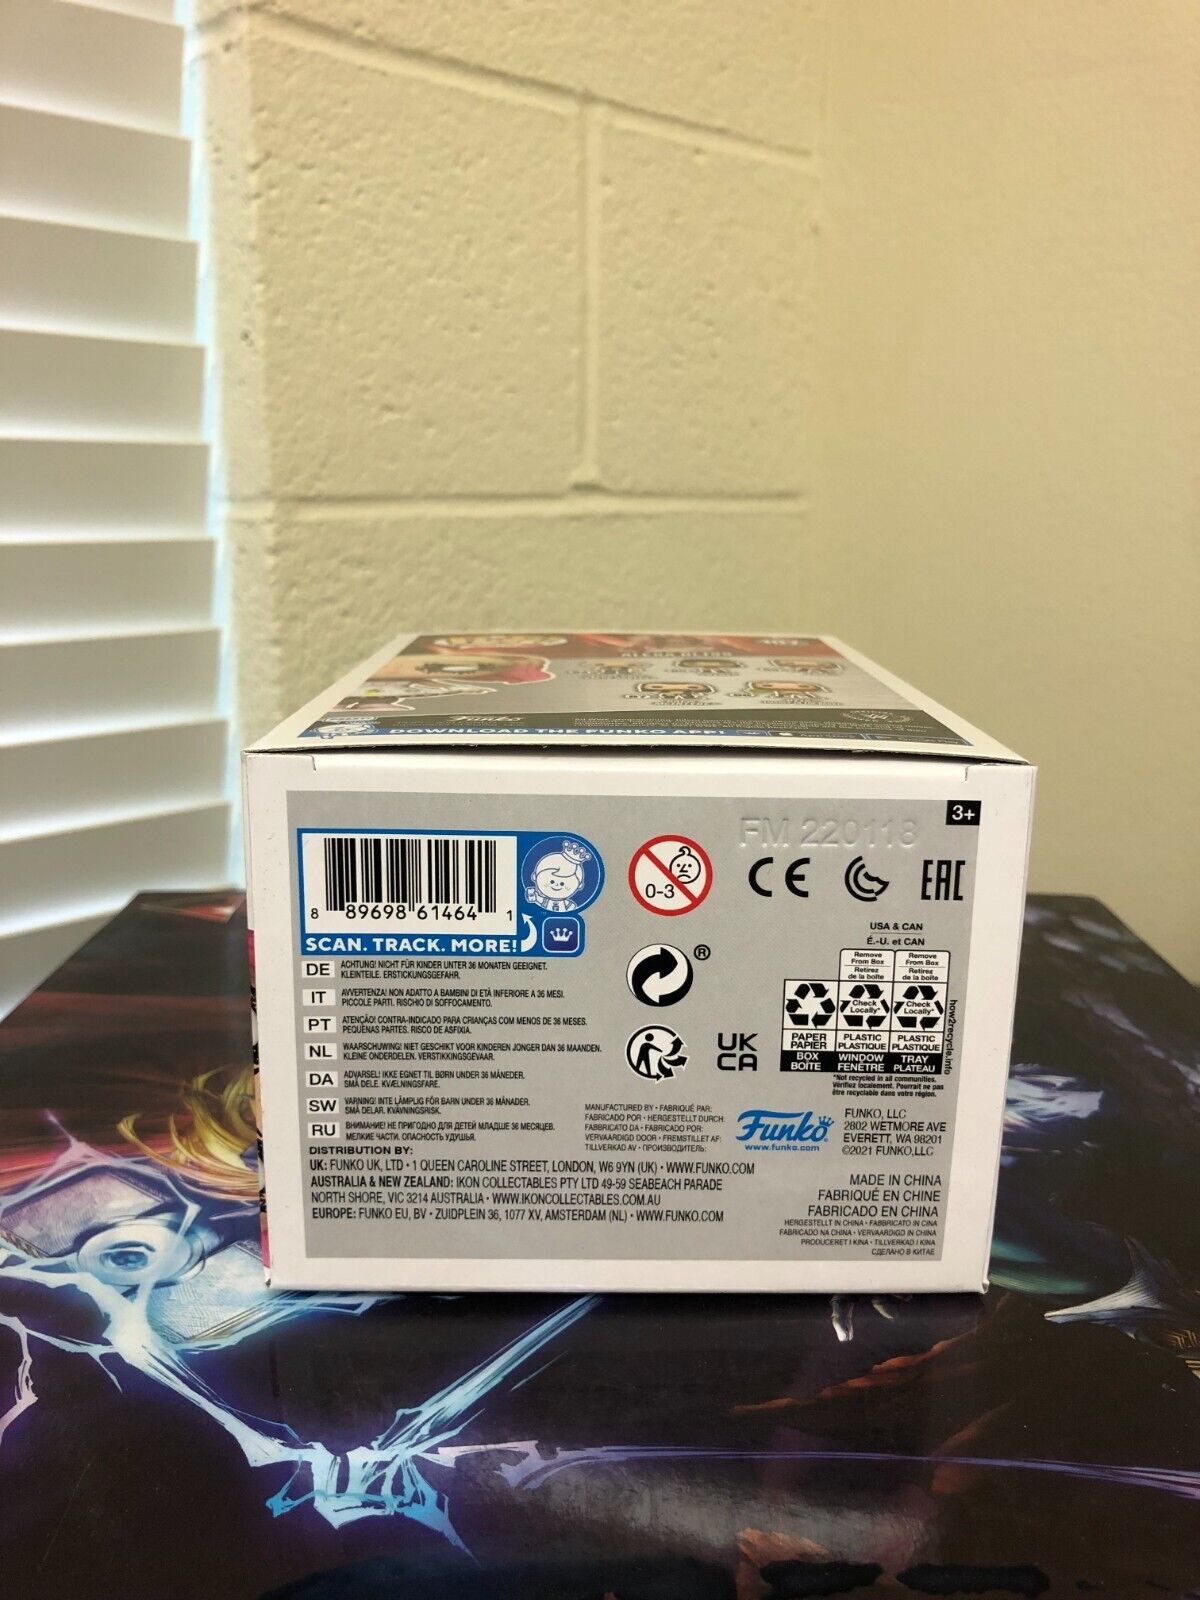 ALEXA BLISS
107
Funko
DOWNLOAD THE FUNKO APP!
FM 220118
3+
8 89698 61464 1
0-3
CE
EAC
SCAN. TRACK. MORE!
®
USA & CAN
É.-U. et CAN
Remove From Box Retirez de la boîte
Remove From Box Retirez de la boîte
Check Locally*
Check Locally*
how2recycle.info
PAPER PAPIER
PLASTIC PLASTIQUE
PLASTIC PLASTIQUE
BOX BOÎTE
WINDOW FENÊTRE
TRAY PLATEAU
*Not recycled in all communities.
Vérifiez localement. Pourrait ne pas
être recyclable dans votre région.
UK
CA
DE ACHTUNG! NICHT FÜR KINDER UNTER 36 MONATEN GEEIGNET.
KLEINTEILE. ERSTICKUNGSGEFAHR.
IT AVVERTENZA! NON ADATTO A BAMBINI DI ETÀ INFERIORE A 36 MESI.
PICCOLE PARTI. RISCHIO DI SOFFOCAMENTO.
PT ATENÇÃO! CONTRA-INDICADO PARA CRIANÇAS COM MENOS DE 36 MESES.
PEQUENAS PARTES. RISCO DE ASFIXIA.
NL WAARSCHUWING! NIET GESCHIKT VOOR KINDEREN JONGER DAN 36 MAANDEN.
KLEINE ONDERDELEN. VERSTIKKINGSGEVAAR.
DA ADVARSEL! IKKE EGNET TIL BØRN UNDER 36 MÅNEDER.
SMÅ DELE. KVÆLNINGSFARE.
SW VARNING! INTE LÄMPLIG FÖR BARN UNDER 36 MÅNADER.
SMÅ DELAR. KVÄVNINGSRISK.
RU ВНИМАНИЕ! НЕ ПРИГОДНО ДЛЯ ДЕТЕЙ МЛАДШЕ 36 МЕСЯЦЕВ.
МЕЛКИЕ ЧАСТИ. ОПАСНОСТЬ УДУШЬЯ.
MANUFACTURED BY • FABRIQUÉ PAR:
FABRICADO POR • HERGESTELLT DURCH:
FABBRICATO DA • FABRICADO POR:
VERVAARDIGD DOOR • FREMSTILLET AF:
TILLVERKAD AV • ПРОИЗВОДИТЕЛЬ:
Funko
www.funko.com
FUNKO, LLC
2802 WETMORE AVE
EVERETT, WA 98201
©2021 FUNKO,LLC
DISTRIBUTION BY:
UK: FUNKO UK, LTD • 1 QUEEN CAROLINE STREET, LONDON, W6 9YN (UK) • WWW.FUNKO.COM
AUSTRALIA & NEW ZEALAND: IKON COLLECTABLES PTY LTD 49-59 SEABEACH PARADE
NORTH SHORE, VIC 3214 AUSTRALIA • WWW.IKONCOLLECTABLES.COM.AU
EUROPE: FUNKO EU, BV • ZUIDPLEIN 36, 1077 XV, AMSTERDAM (NL) • WWW.FUNKO.COM
MADE IN CHINA
FABRIQUÉ EN CHINE
FABRICADO EN CHINA
HERGESTELLT IN CHINA • FABBRICATO IN CINA
FABRICADO NA CHINA • VERVAARDIGD IN CHINA
PRODUCERET I KINA • TILLVERKAD I KINA
СДЕЛАНО В КИТАЕ